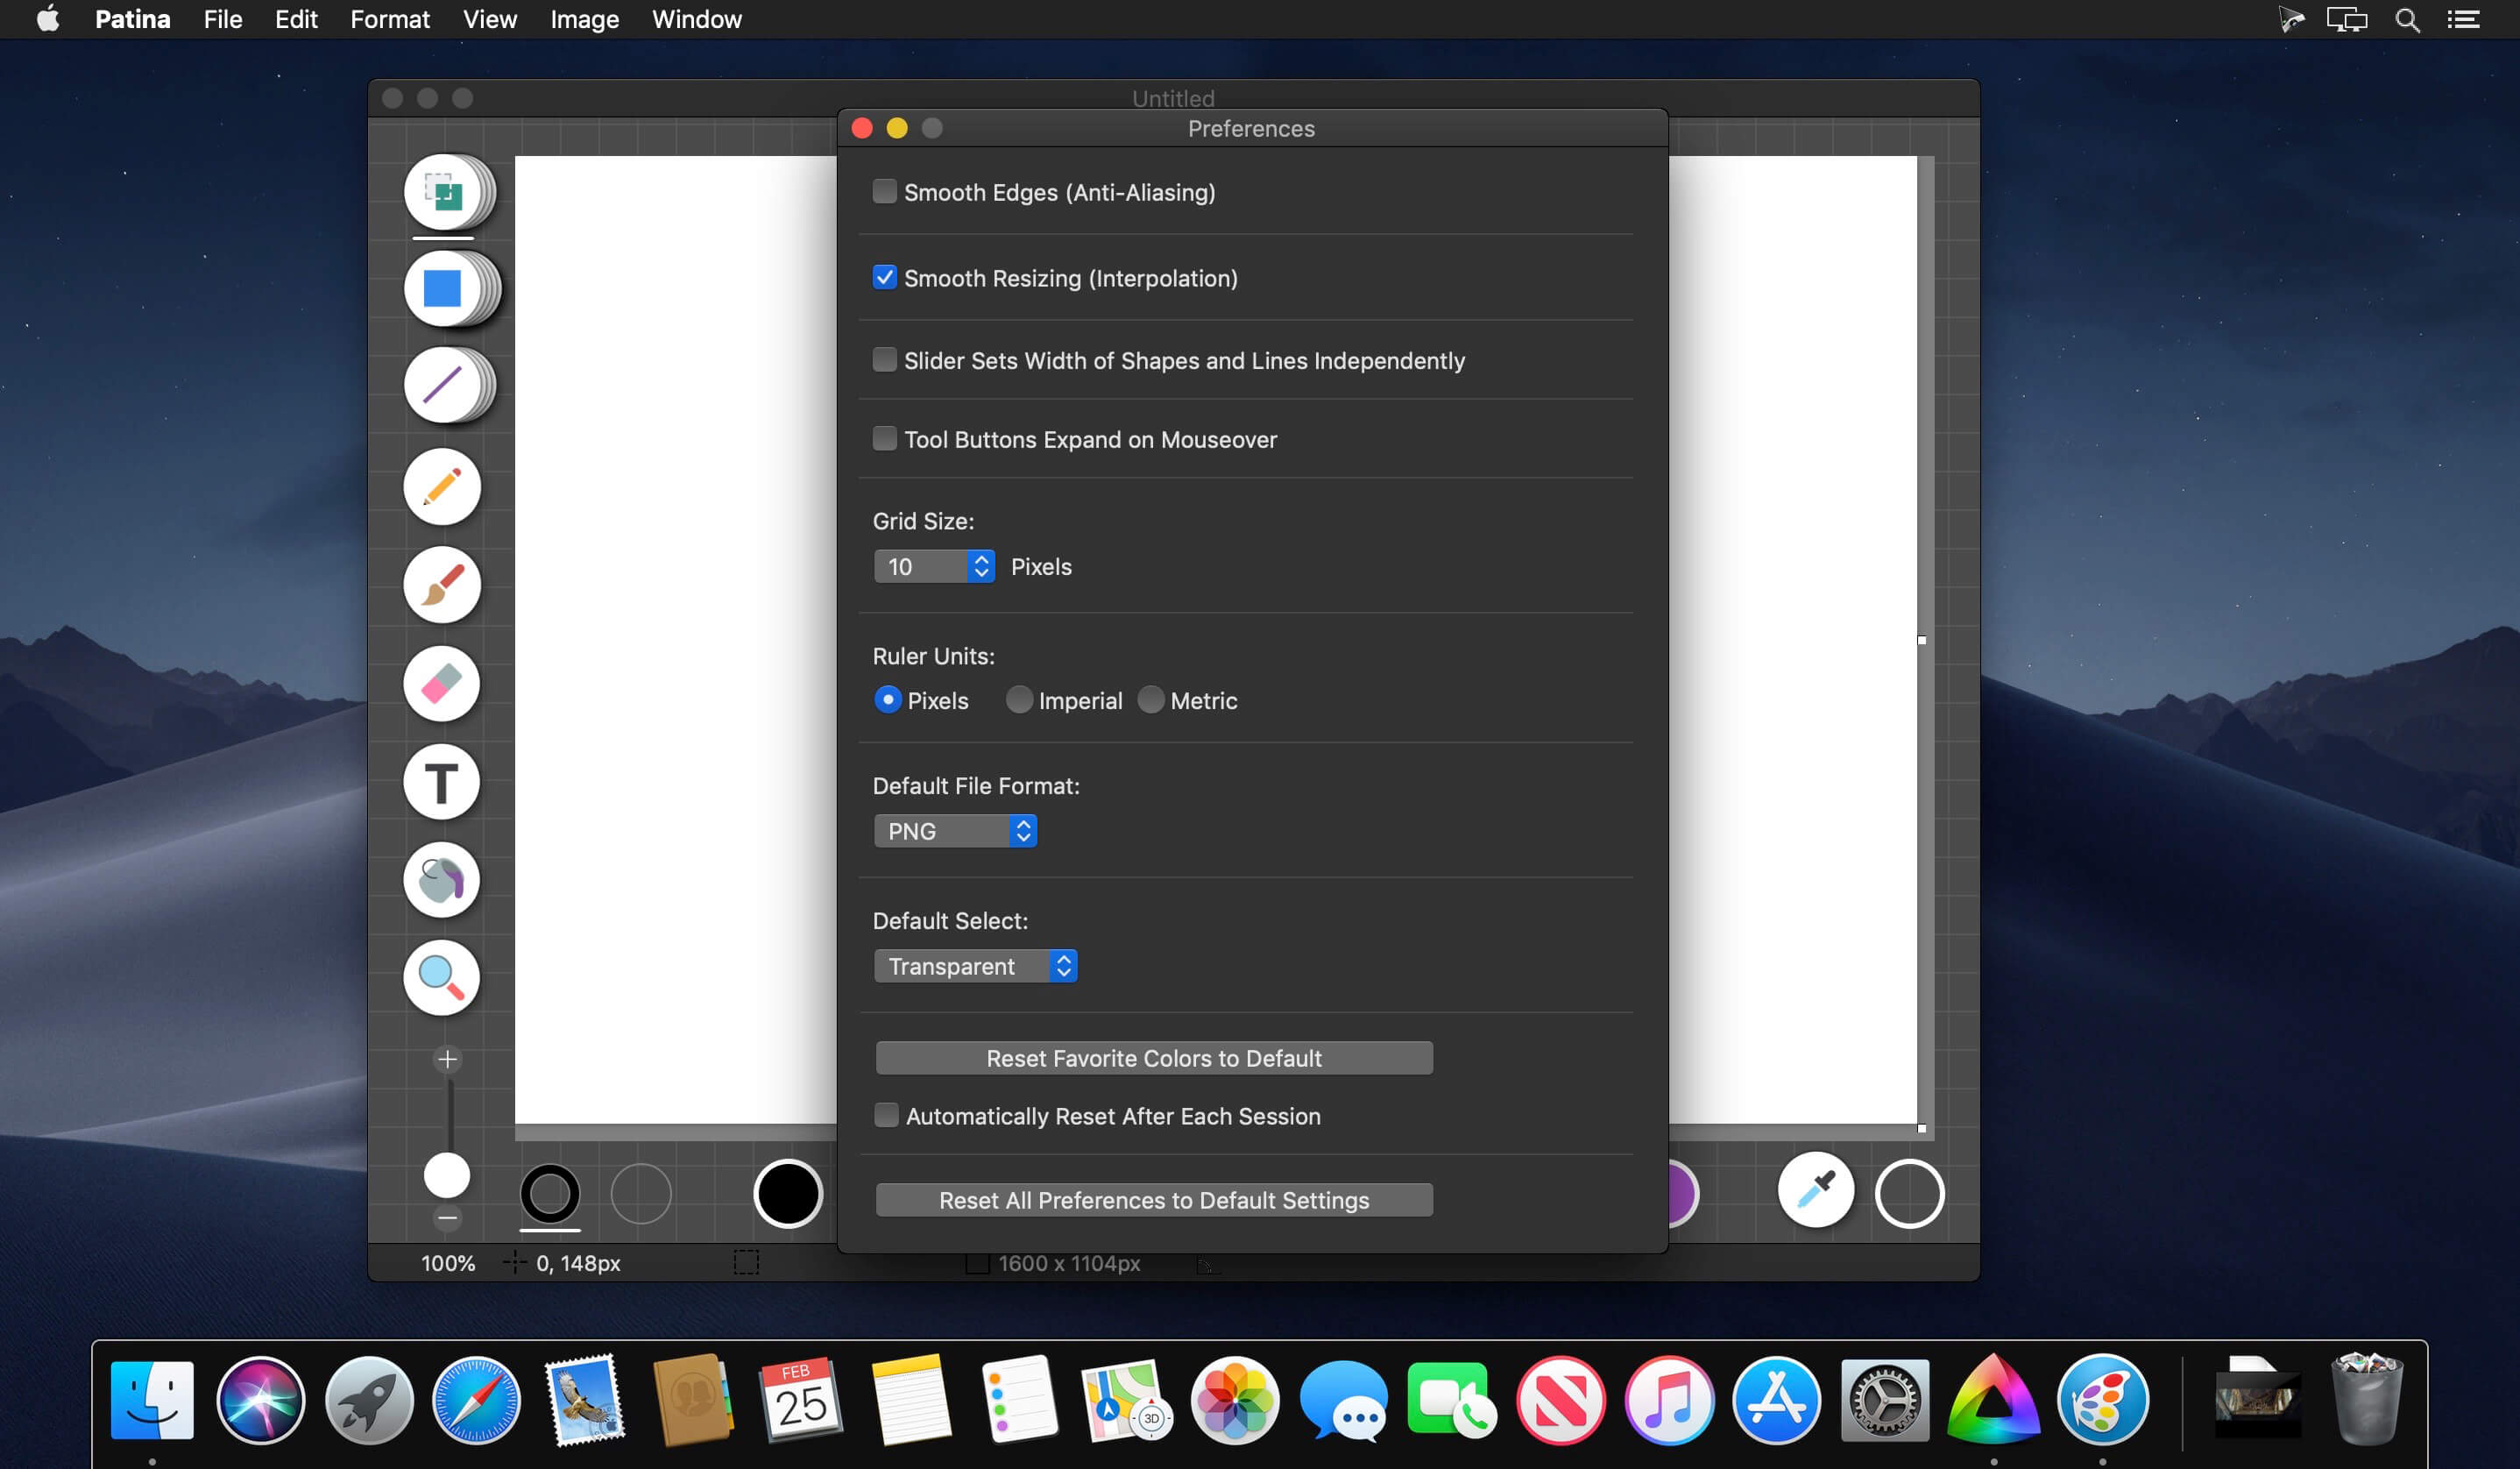 Patina File Edit Format View Image Window
Untitled
Preferences
Smooth Edges (Anti-Aliasing)
Smooth Resizing (Interpolation)
Slider Sets Width of Shapes and Lines Independently
Tool Buttons Expand on Mouseover
Grid Size:
10 Pixels
Ruler Units:
Pixels Imperial Metric
T
Default File Format:
PNG
Default Select:
Transparent
Reset Favorite Colors to Default
Automatically Reset After Each Session
Reset All Preferences to Default Settings
100% 0, 148px 1600 x 1104px
FEB
25
3D